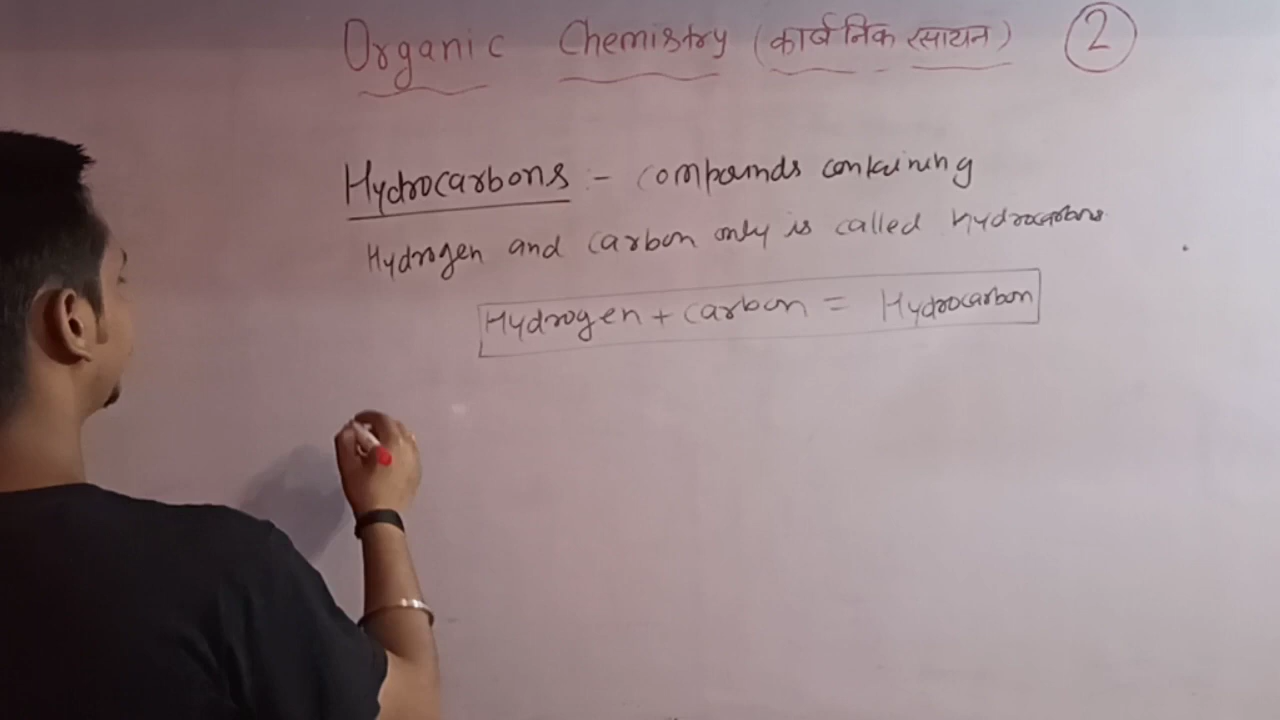 Organic Chemistry (कार्बनिक रसायन) 2
Hydrocarbons :- Compounds containing
Hydrogen and Carbon only is called Hydrocarbons
Hydrogen + Carbon = Hydrocarbon